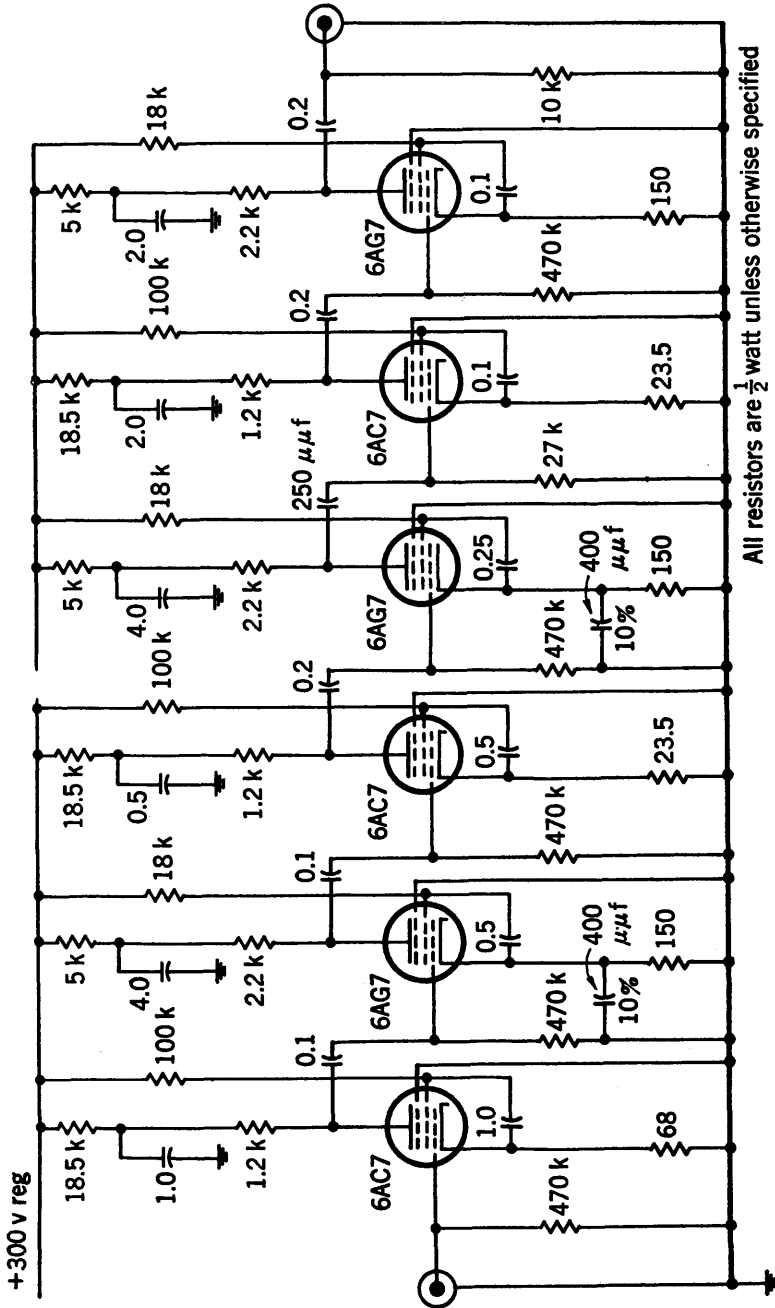 +300 v reg
18.5 k
5 k
18.5 k
5 k
18.5 k
5 k
1.0
100 k
4.0
18 k
0.5
100 k
4.0
18 k
2.0
100 k
2.0
18 k
1.2 k
2.2 k
1.2 k
2.2 k
1.2 k
2.2 k
0.1
0.1
0.2
250 μμf
0.2
0.2
6AC7
6AG7
6AC7
6AG7
6AC7
6AG7
1.0
0.5
0.5
0.25
0.1
0.1
470 k
470 k
470 k
470 k
27 k
470 k
10 k
400
μμf
10%
400
μμf
10%
68
150
23.5
150
23.5
150
All resistors are ½ watt unless otherwise specified